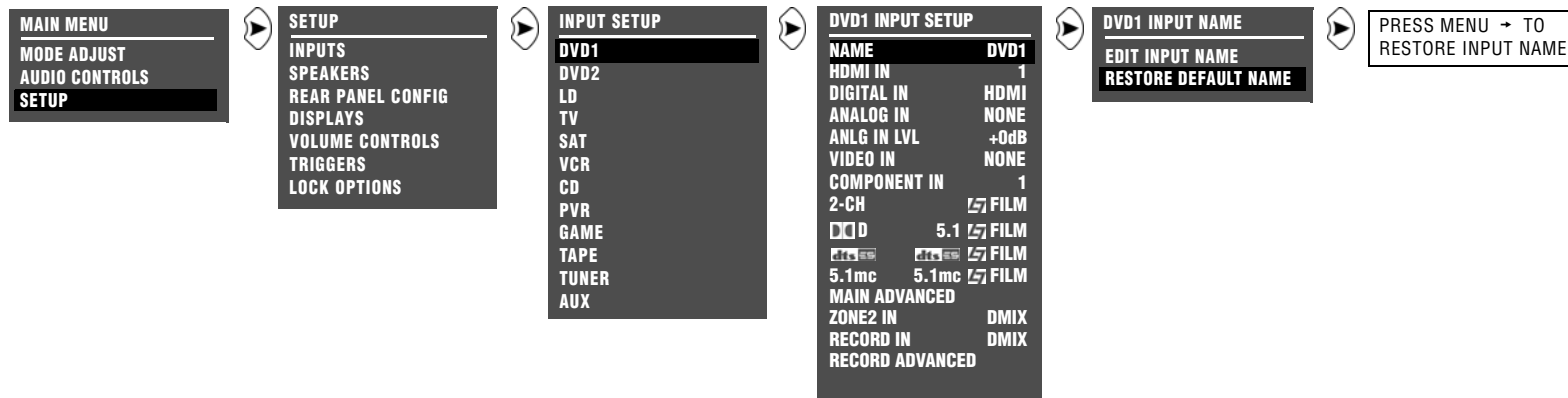 MAIN MENU
MODE ADJUST
AUDIO CONTROLS
SETUP
SETUP
INPUTS
SPEAKERS
REAR PANEL CONFIG
DISPLAYS
VOLUME CONTROLS
TRIGGERS
LOCK OPTIONS
INPUT SETUP
DVD1
DVD2
LD
TV
SAT
VCR
CD
PVR
GAME
TAPE
TUNER
AUX
DVD1 INPUT SETUP
NAME DVD1
HDMI IN 1
DIGITAL IN HDMI
ANALOG IN NONE
ANLG IN LVL +0dB
VIDEO IN NONE
COMPONENT IN 1
2-CH FILM
D 5.1 FILM
dts ES dts ES FILM
5.1mc 5.1mc FILM
MAIN ADVANCED
ZONE2 IN DMIX
RECORD IN DMIX
RECORD ADVANCED
DVD1 INPUT NAME
EDIT INPUT NAME
RESTORE DEFAULT NAME
PRESS MENU → TO
RESTORE INPUT NAME